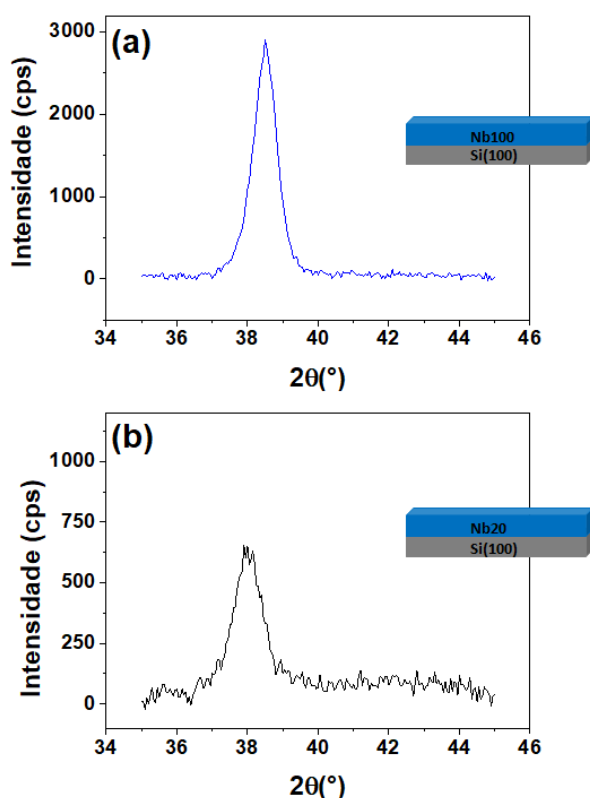 (a)
Intensidade (cps)
3000
2000
1000
0
34 36 38 40 42 44 46
2θ(°)
Nb100
Si(100)
(b)
Intensidade (cps)
1000
750
500
250
0
34 36 38 40 42 44 46
2θ(°)
Nb20
Si(100)